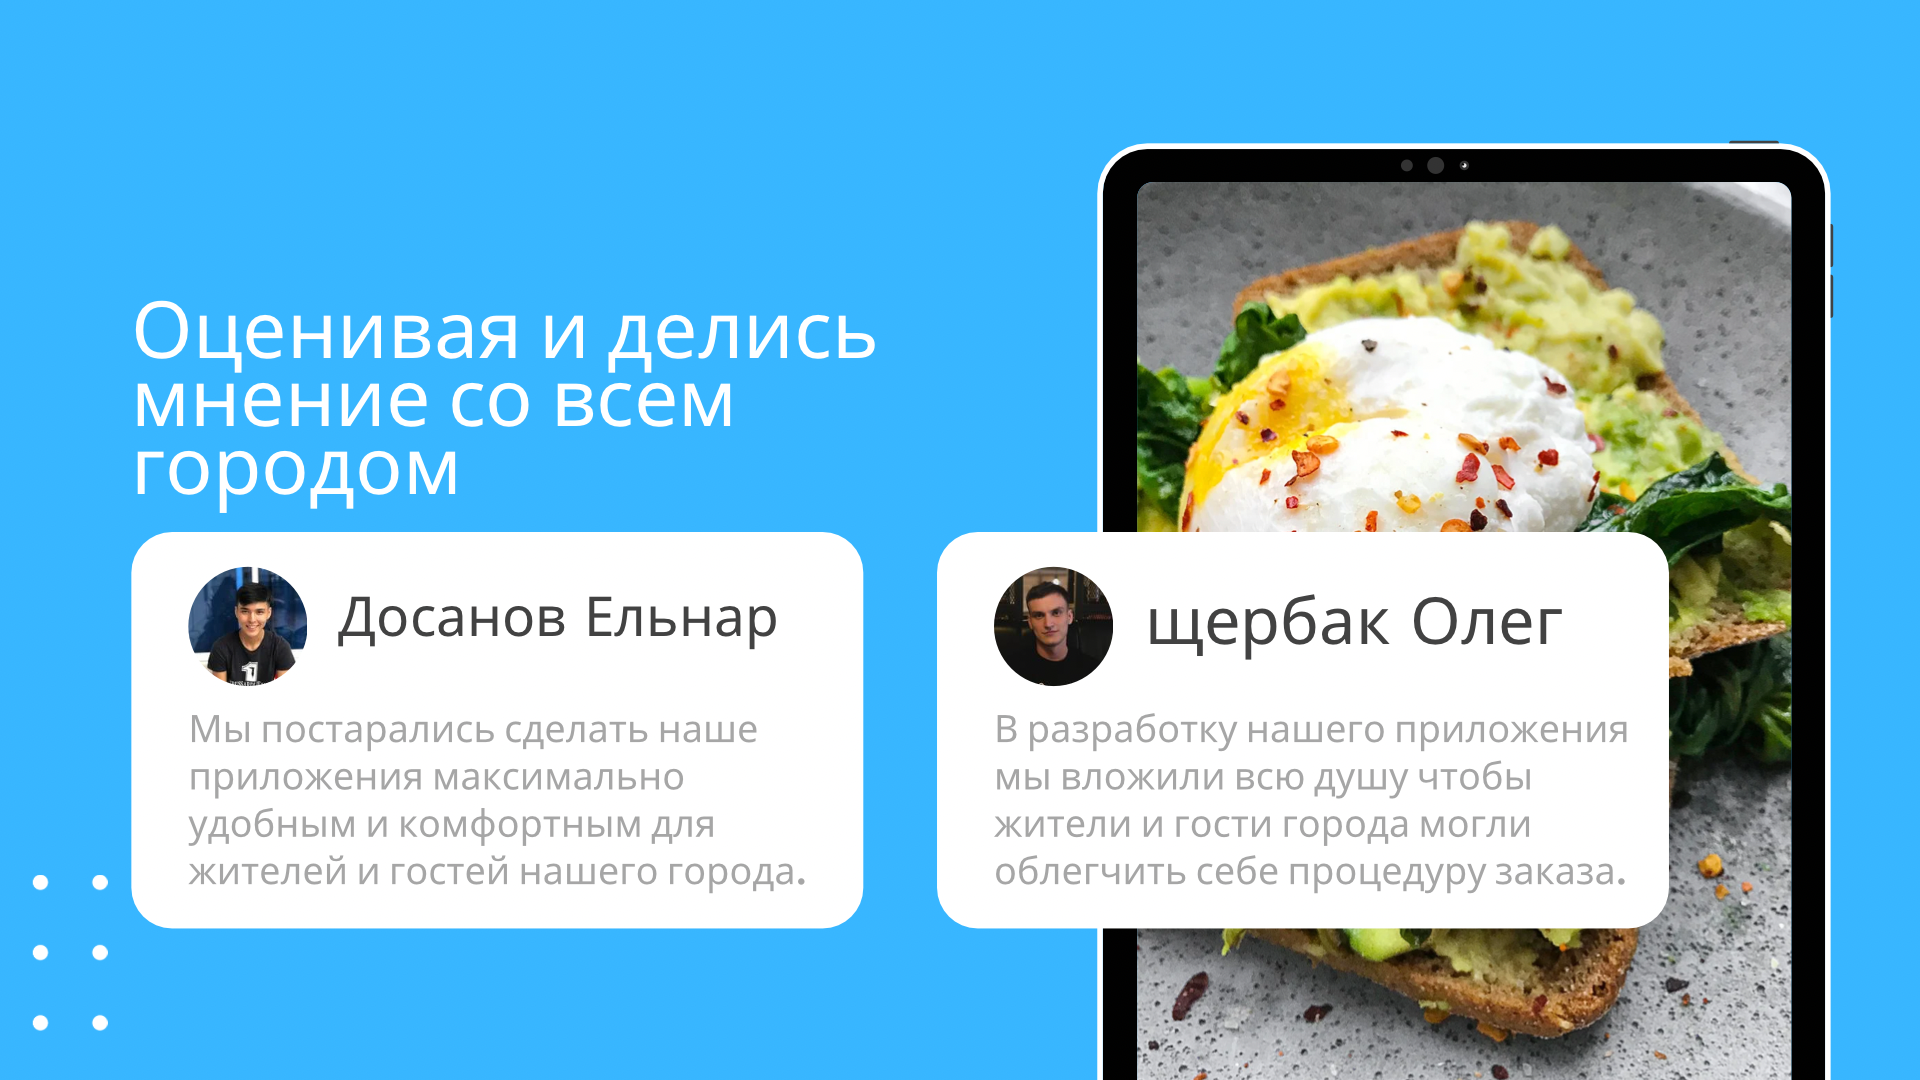 Оценивая и делись
мнение со всем
городом
Досанов Ельнар
Мы постарались сделать наше
приложения максимально
удобным и комфортным для
жителей и гостей нашего города.
щербак Олег
В разработку нашего приложения
мы вложили всю душу чтобы
жители и гости города могли
облегчить себе процедуру заказа.